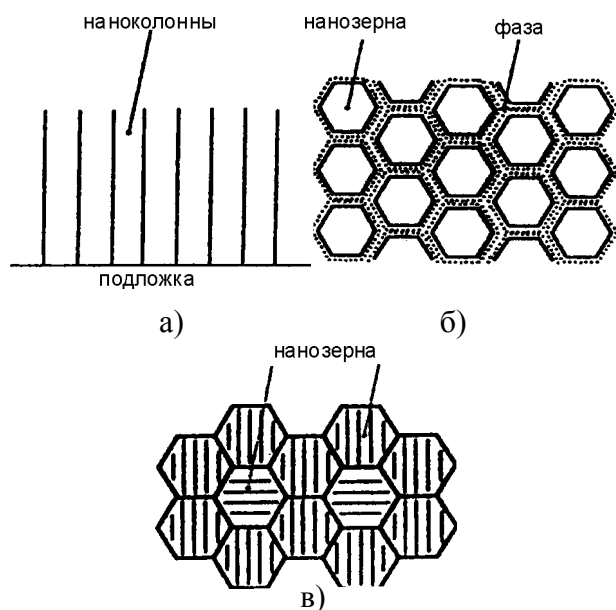 наноколонны
нанозерна
фаза
подложка
а)
б)
нанозерна
в)